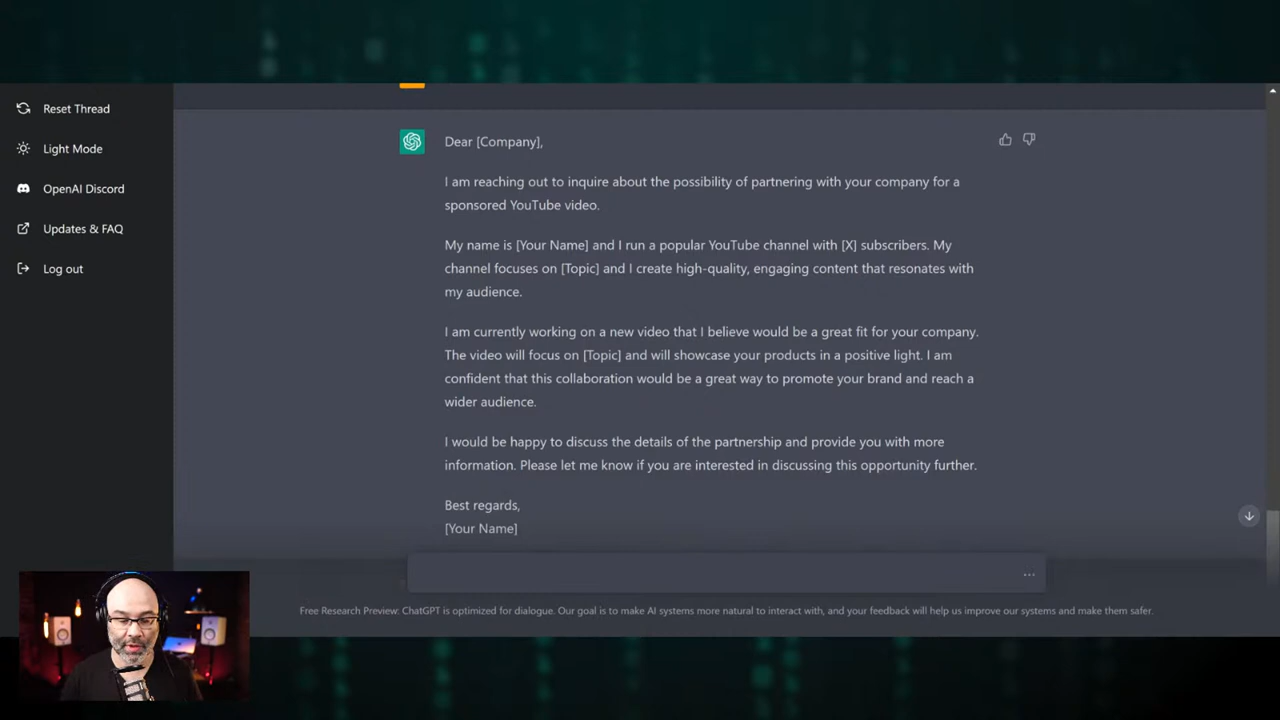 Reset Thread
Light Mode
OpenAI Discord
Updates & FAQ
Log out
Dear [Company],
I am reaching out to inquire about the possibility of partnering with your company for a
sponsored YouTube video.
My name is [Your Name] and I run a popular YouTube channel with [X] subscribers. My
channel focuses on [Topic] and I create high-quality, engaging content that resonates with
my audience.
I am currently working on a new video that I believe would be a great fit for your company.
The video will focus on [Topic] and will showcase your products in a positive light. I am
confident that this collaboration would be a great way to promote your brand and reach a
wider audience.
I would be happy to discuss the details of the partnership and provide you with more
information. Please let me know if you are interested in discussing this opportunity further.
Best regards,
[Your Name]
...
Free Research Preview: ChatGPT is optimized for dialogue. Our goal is to make AI systems more natural to interact with, and your feedback will help us improve our systems and make them safer.